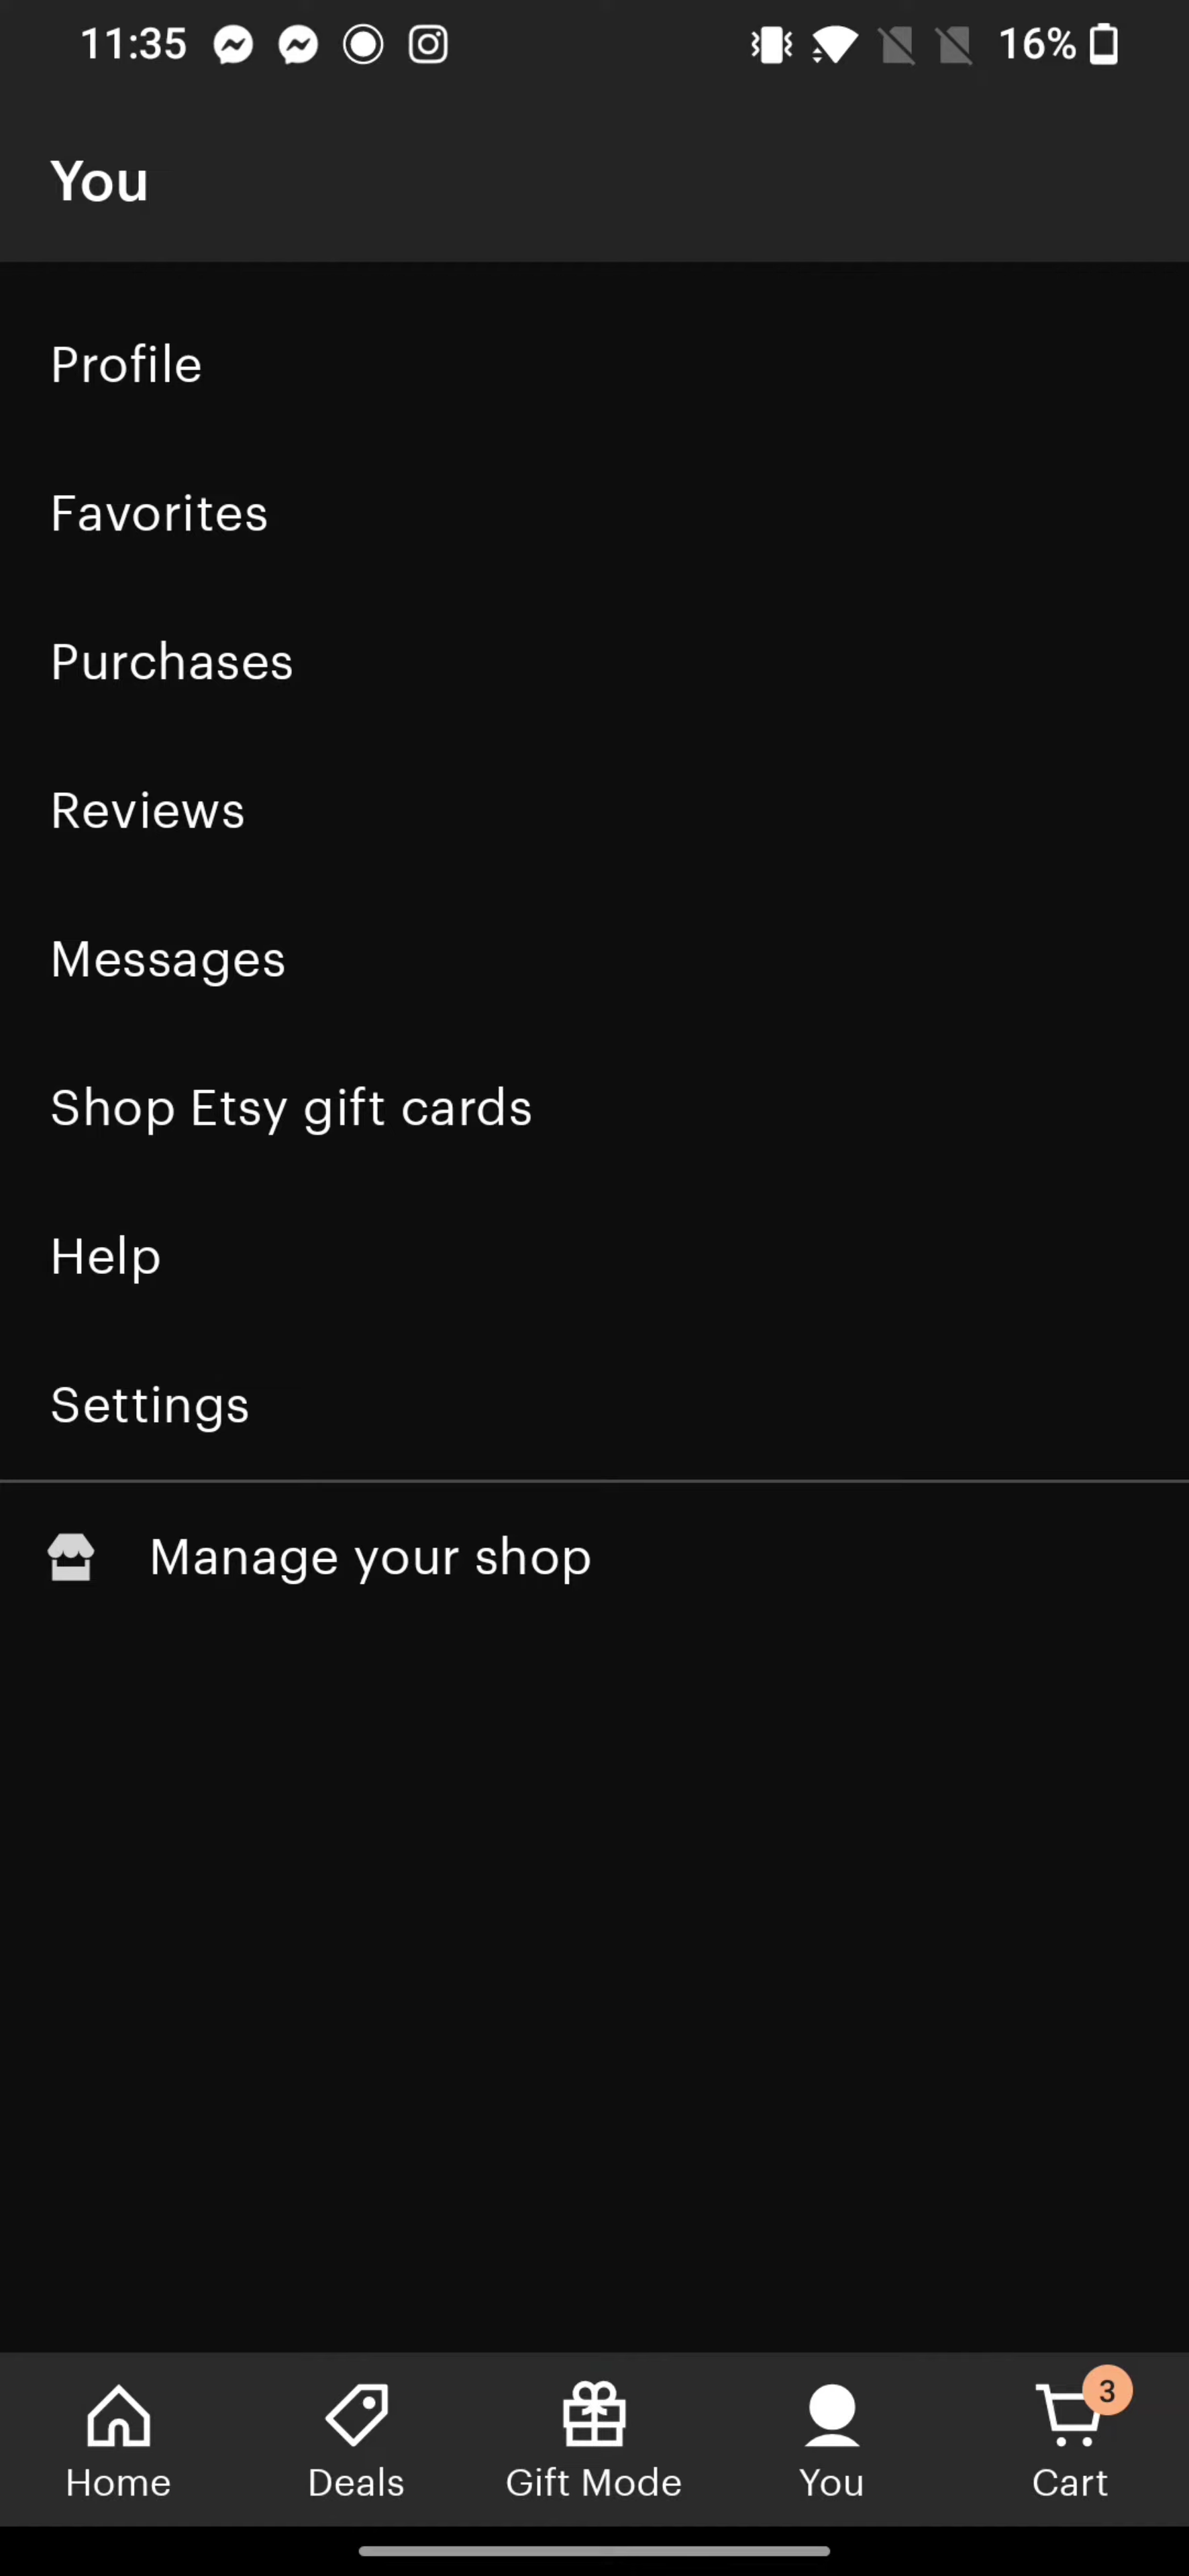 11:35
16%
You
Profile
Favorites
Purchases
Reviews
Messages
Shop Etsy gift cards
Help
Settings
Manage your shop
3
Home
Deals
Gift Mode
You
Cart